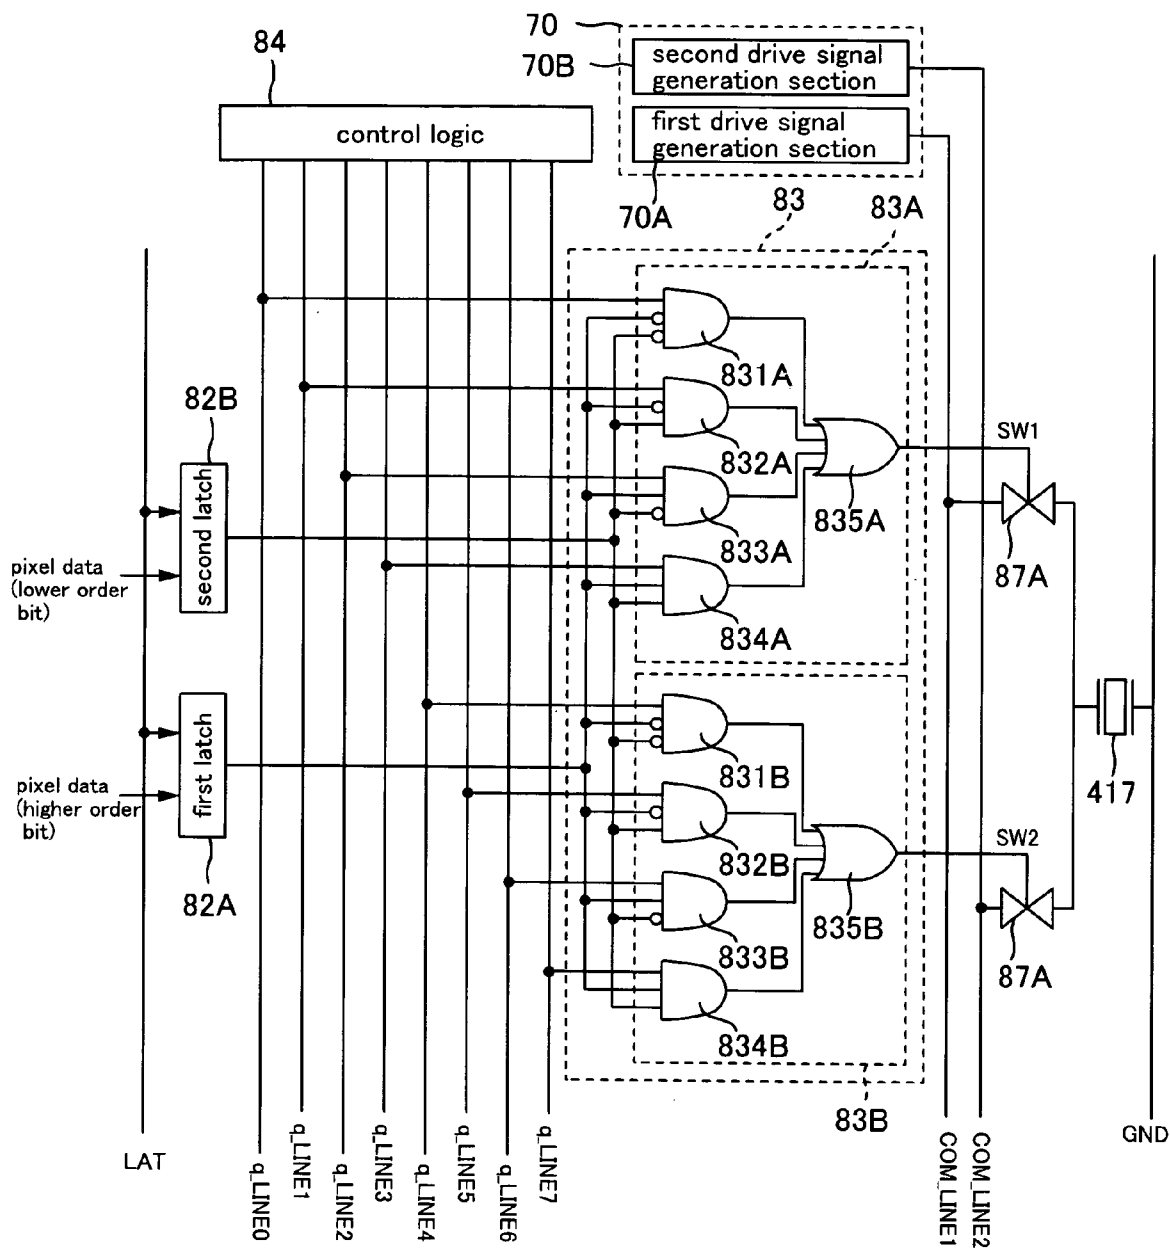 70
84
70B
second drive signal
generation section
control logic
first drive signal
generation section
70A
83
83A
831A
82B
832A
SW1
second latch
835A
833A
87A
pixel data
(lower order
bit)
834A
first latch
831B
417
pixel data
(higher order
bit)
832B
SW2
82A
835B
833B
87A
834B
83B
LAT
q_LINE0
q_LINE1
q_LINE2
q_LINE3
q_LINE4
q_LINE5
q_LINE6
q_LINE7
COM_LINE1
COM_LINE2
GND